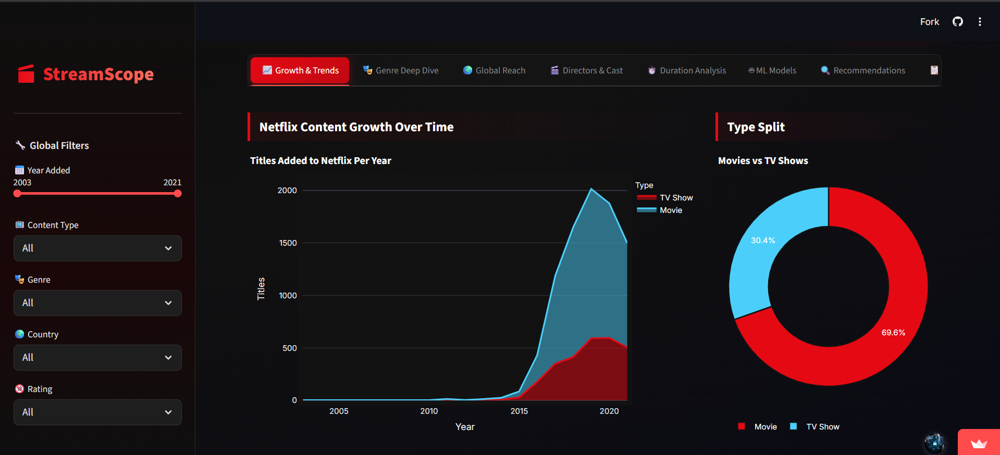 Fork
StreamScope
Global Filters
Year Added
2003 2021
Content Type
All
Genre
All
Country
All
Rating
All
Growth & Trends Genre Deep Dive Global Reach Directors & Cast Duration Analysis ML Models Recommendations
Netflix Content Growth Over Time
Titles Added to Netflix Per Year
Titles
2000
1500
1000
500
0
2005 2010 2015 2020
Year
Type
TV Show
Movie
Type Split
Movies vs TV Shows
30.4%
69.6%
Movie TV Show